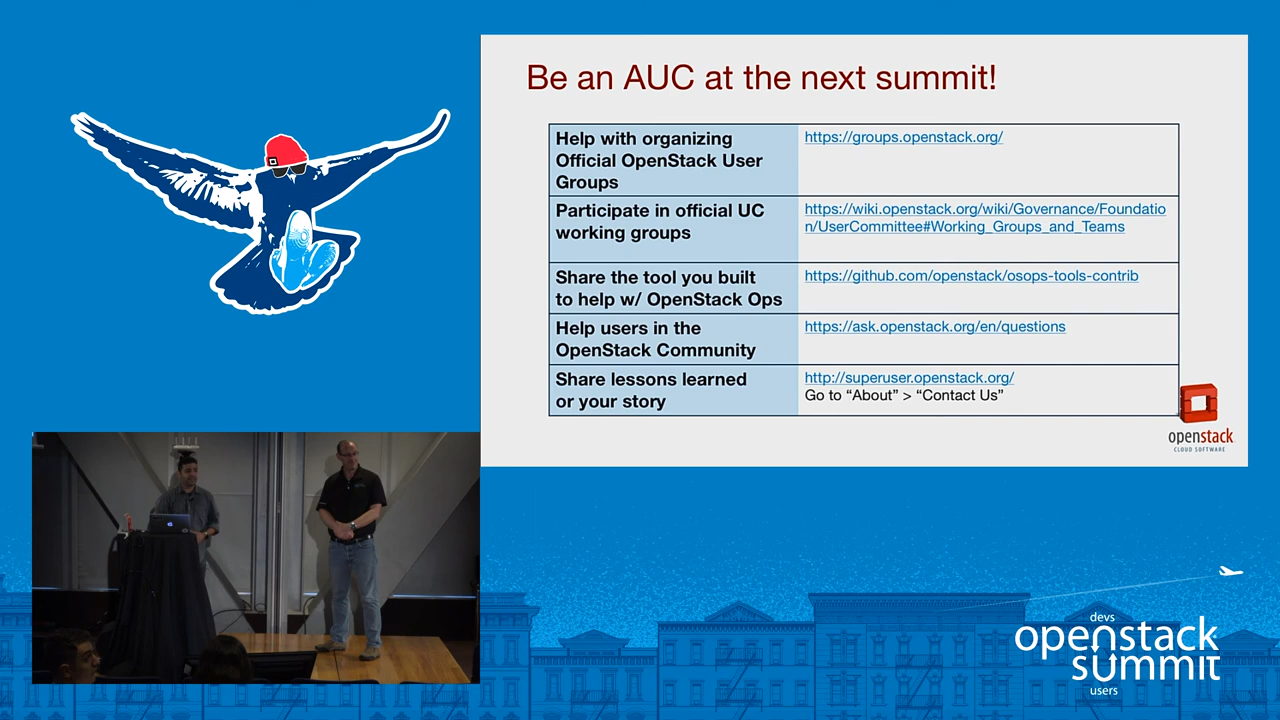 Be an AUC at the next summit!
Help with organizing
Official OpenStack User
Groups
https://groups.openstack.org/
Participate in official UC
working groups
https://wiki.openstack.org/wiki/Governance/Foundatio
n/UserCommittee#Working_Groups_and_Teams
Share the tool you built
to help w/ OpenStack Ops
https://github.com/openstack/osops-tools-contrib
Help users in the
OpenStack Community
https://ask.openstack.org/en/questions
Share lessons learned
or your story
http://superuser.openstack.org/
Go to “About” > “Contact Us”
openstack
CLOUD SOFTWARE
devs
openstack
summit
users